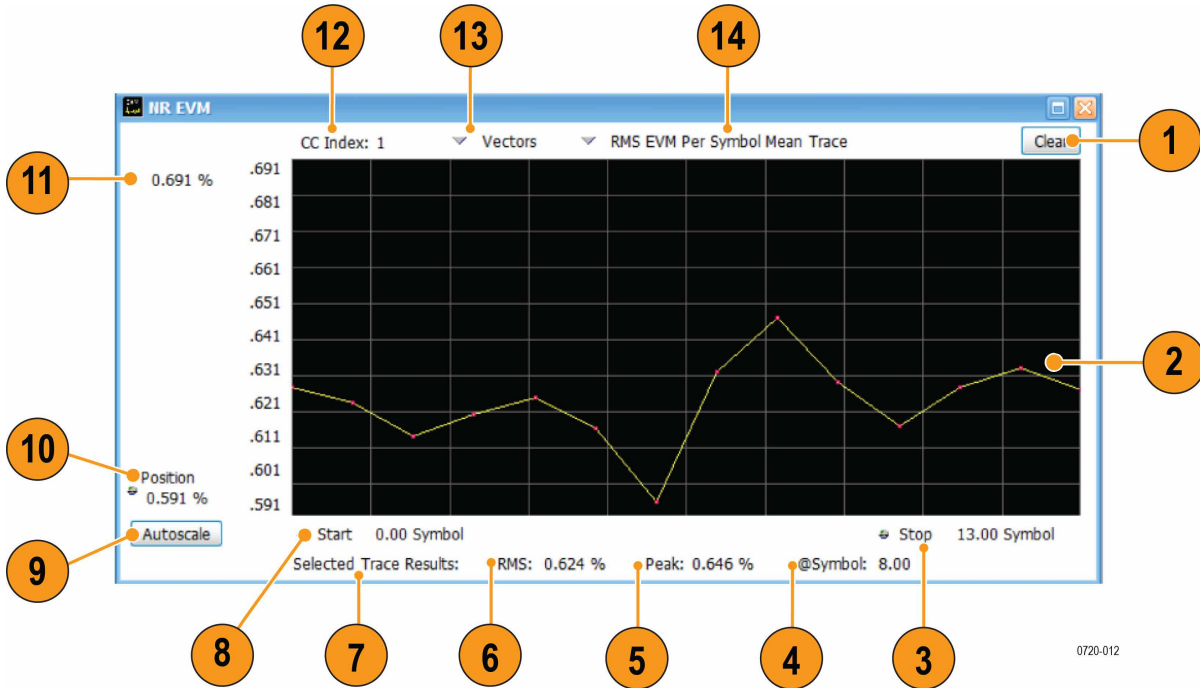 12 13 14
NR EVM
CC Index: 1 Vectors RMS EVM Per Symbol Mean Trace Clear
1
11
0.691 %
.691
.681
.671
.661
.651
.641
.631
.621
.611
.601
.591
2
10
Position
0.591 %
Autoscale
9
Start 0.00 Symbol Stop 13.00 Symbol
Selected Trace Results: RMS: 0.624 % Peak: 0.646 % @Symbol: 8.00
8 7 6 5 4 3
0720-012